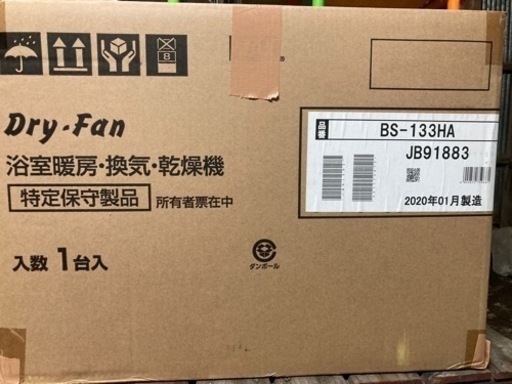 8
Dry・Fan
浴室暖房・換気・乾燥機
特定保守製品 所有者票在中
入数 1台入
ダンボール
品番
BS-133HA
JB91883
2020年01月製造